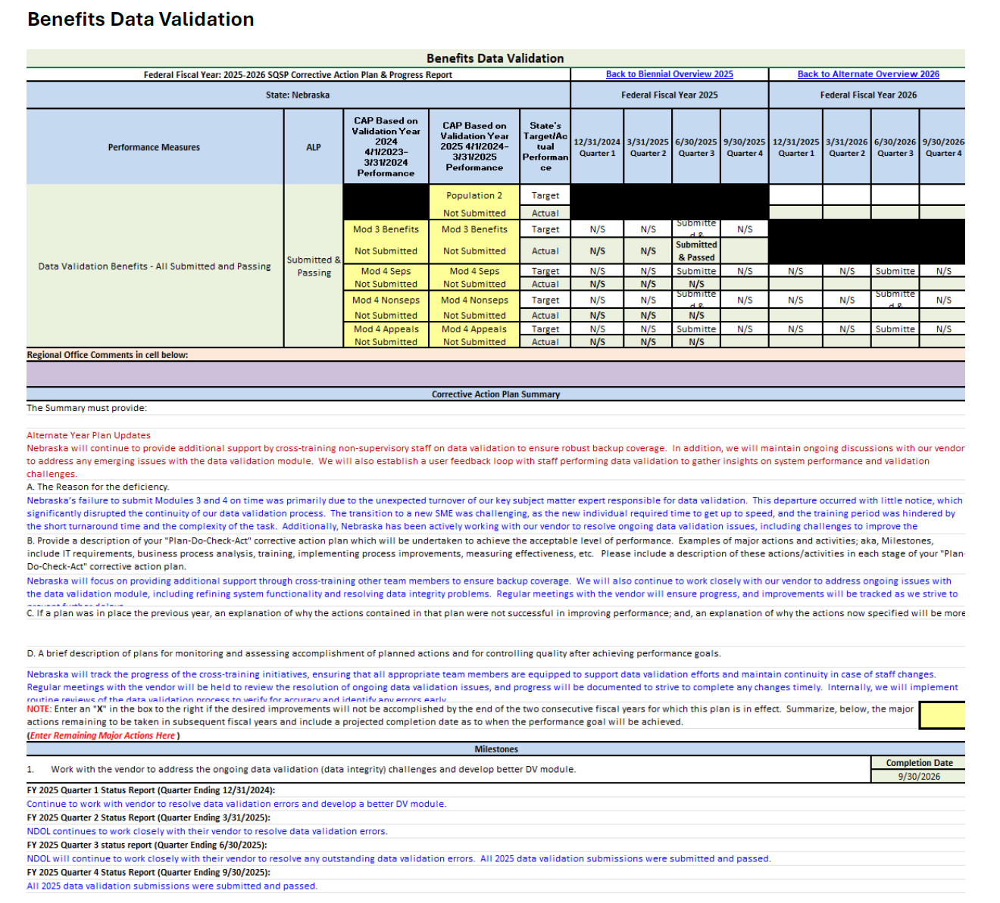 Benefits Data Validation
Benefits Data Validation
Federal Fiscal Year: 2025-2026 SQSP Corrective Action Plan & Progress Report
Back to Biennial Overview 2025
Back to Alternate Overview 2026
State: Nebraska
Federal Fiscal Year 2025
Federal Fiscal Year 2026
Performance Measures
ALP
CAP Based on
Validation Year
2024
4/1/2023-
3/31/2024
Performance
CAP Based on
Validation Year
2025 4/1/2024-
3/31/2025
Performance
State's
Target/Ac
tual
Performan
ce
12/31/2024
Quarter 1
3/31/2025
Quarter 2
6/30/2025
Quarter 3
9/30/2025
Quarter 4
12/31/2025
Quarter 1
3/31/2026
Quarter 2
6/30/2026
Quarter 3
9/30/2026
Quarter 4
Data Validation Benefits - All Submitted and Passing
Submitted &
Passing
Population 2
Target
Not Submitted
Actual
Mod 3 Benefits
Mod 3 Benefits
Target
N/S
N/S
Submitte
d &
N/S
Not Submitted
Not Submitted
Actual
N/S
N/S
Submitted
& Passed
Mod 4 Seps
Mod 4 Seps
Target
N/S
N/S
Submitte
N/S
N/S
N/S
Submitte
N/S
Not Submitted
Not Submitted
Actual
N/S
N/S
N/S
Mod 4 Nonseps
Mod 4 Nonseps
Target
N/S
N/S
Submitte
d &
N/S
N/S
N/S
Submitte
d &
N/S
Not Submitted
Not Submitted
Actual
N/S
N/S
N/S
Mod 4 Appeals
Mod 4 Appeals
Target
N/S
N/S
Submitte
N/S
N/S
N/S
Submitte
N/S
Not Submitted
Not Submitted
Actual
N/S
N/S
N/S
Regional Office Comments in cell below:
Corrective Action Plan Summary
The Summary must provide:
Alternate Year Plan Updates
Nebraska will continue to provide additional support by cross-training non-supervisory staff on data validation to ensure robust backup coverage.  In addition, we will maintain ongoing discussions with our vendor
to address any emerging issues with the data validation module.  We will also establish a user feedback loop with staff performing data validation to gather insights on system performance and validation
challenges.
A. The Reason for the deficiency.
Nebraska's failure to submit Modules 3 and 4 on time was primarily due to the unexpected turnover of our key subject matter expert responsible for data validation.  This departure occurred with little notice, which
significantly disrupted the continuity of our data validation process.  The transition to a new SME was challenging, as the new individual required time to get up to speed, and the training period was hindered by
the short turnaround time and the complexity of the task.  Additionally, Nebraska has been actively working with our vendor to resolve ongoing data validation issues, including challenges to improve the
B. Provide a description of your "Plan-Do-Check-Act" corrective action plan which will be undertaken to achieve the acceptable level of performance.  Examples of major actions and activities; aka, Milestones,
include IT requirements, business process analysis, training, implementing process improvements, measuring effectiveness, etc.  Please include a description of these actions/activities in each stage of your "Plan-
Do-Check-Act" corrective action plan.
Nebraska will focus on providing additional support through cross-training other team members to ensure backup coverage.  We will also continue to work closely with our vendor to address ongoing issues with
the data validation module, including refining system functionality and resolving data integrity problems.  Regular meetings with the vendor will ensure progress, and improvements will be tracked as we strive to
prevent further delays.
C. If a plan was in place the previous year, an explanation of why the actions contained in that plan were not successful in improving performance; and, an explanation of why the actions now specified will be more
D. A brief description of plans for monitoring and assessing accomplishment of planned actions and for controlling quality after achieving performance goals.
Nebraska will track the progress of the cross-training initiatives, ensuring that all appropriate team members are equipped to support data validation efforts and maintain continuity in case of staff changes.
Regular meetings with the vendor will be held to review the resolution of ongoing data validation issues, and progress will be documented to strive to complete any changes timely.  Internally, we will implement
routine reviews of the data validation process to verify for accuracy and identify any errors early.
NOTE: Enter an "X" in the box to the right if the desired improvements will not be accomplished by the end of the two consecutive fiscal years for which this plan is in effect.  Summarize, below, the major
actions remaining to be taken in subsequent fiscal years and include a projected completion date as to when the performance goal will be achieved.
(Enter Remaining Major Actions Here )
Milestones
1. Work with the vendor to address the ongoing data validation (data integrity) challenges and develop better DV module.
Completion Date
9/30/2026
FY 2025 Quarter 1 Status Report (Quarter Ending 12/31/2024):
Continue to work with vendor to resolve data validation errors and develop a better DV module.
FY 2025 Quarter 2 Status Report (Quarter Ending 3/31/2025):
NDOL continues to work closely with their vendor to resolve data validation errors.
FY 2025 Quarter 3 status report (Quarter Ending 6/30/2025):
NDOL will continue to work closely with their vendor to resolve any outstanding data validation errors.  All 2025 data validation submissions were submitted and passed.
FY 2025 Quarter 4 Status Report (Quarter Ending 9/30/2025):
All 2025 data validation submissions were submitted and passed.